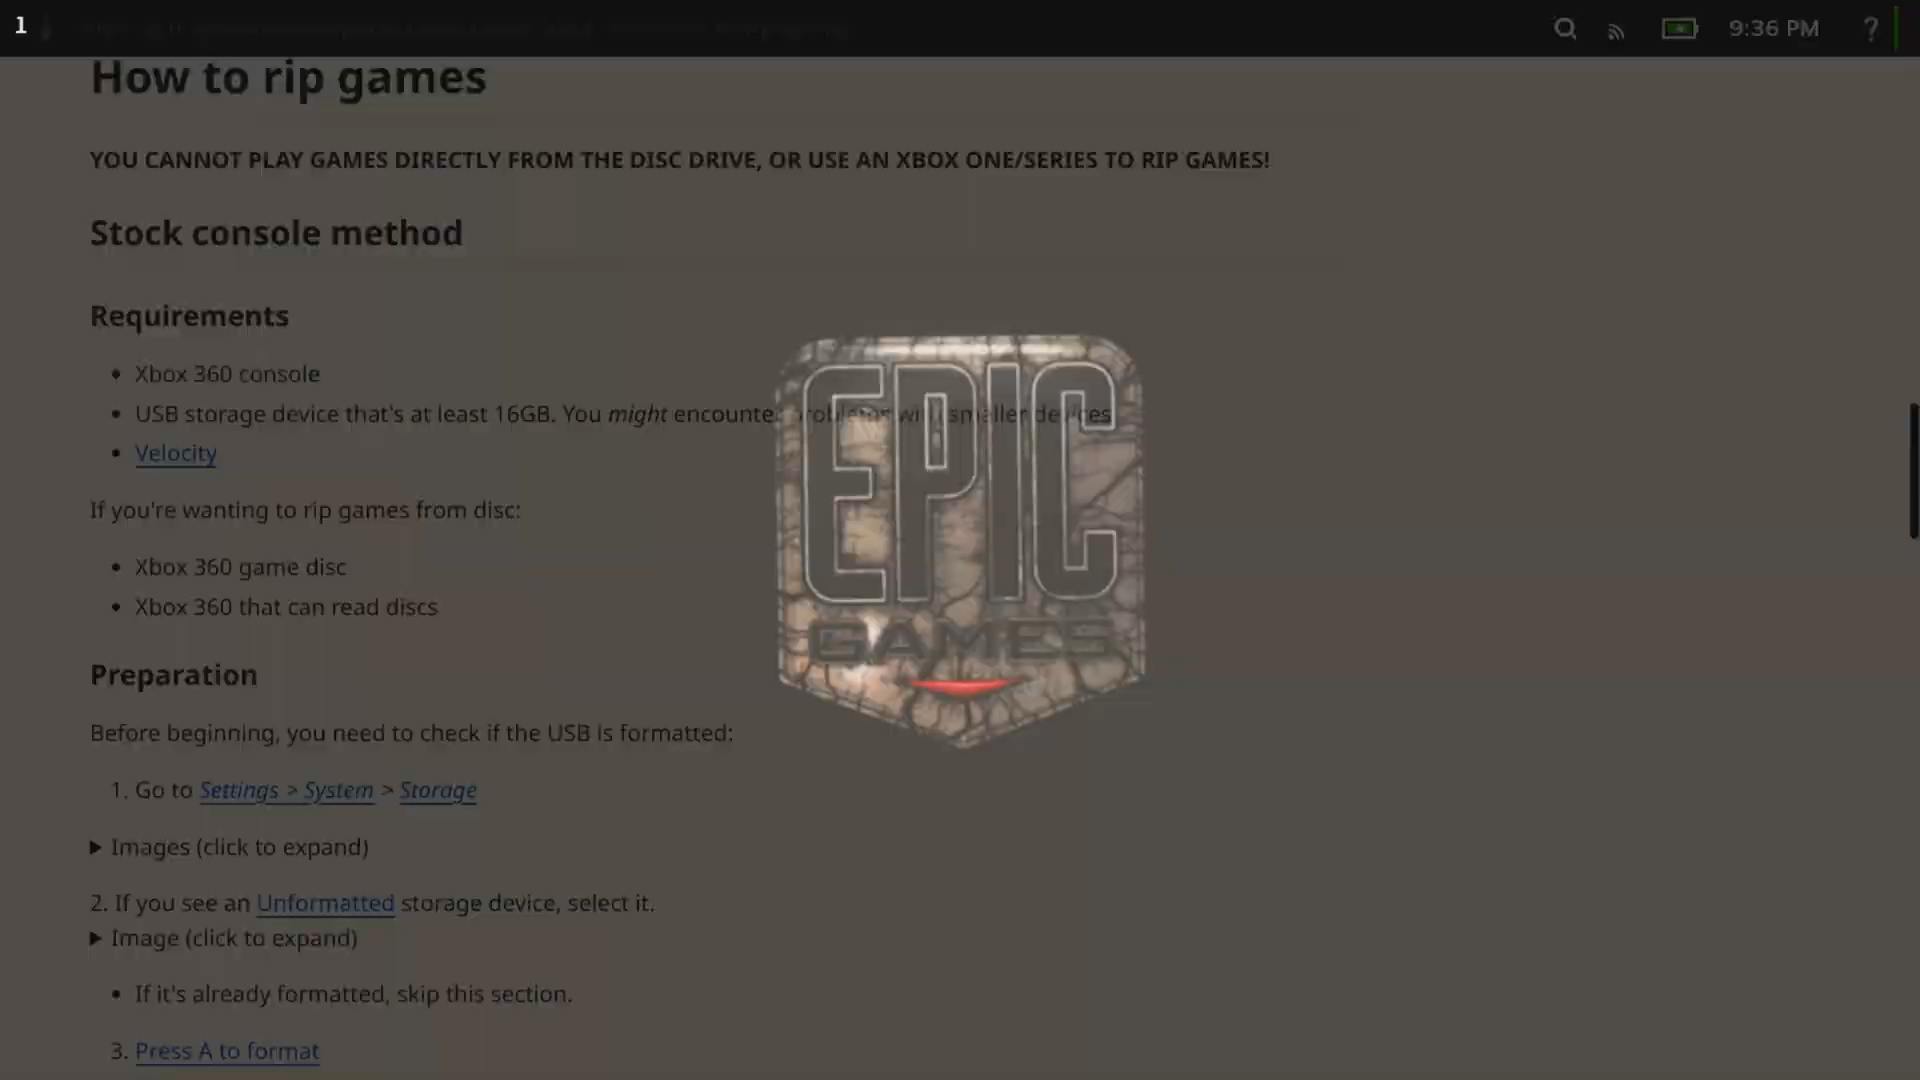 1
9:36 PM
?
How to rip games
YOU CANNOT PLAY GAMES DIRECTLY FROM THE DISC DRIVE, OR USE AN XBOX ONE/SERIES TO RIP GAMES!
Stock console method
Requirements
• Xbox 360 console
• USB storage device that's at least 16GB. You might encounter problems with smaller devices
• Velocity
If you're wanting to rip games from disc:
• Xbox 360 game disc
• Xbox 360 that can read discs
EPIC
GAMES
Preparation
Before beginning, you need to check if the USB is formatted:
1. Go to Settings > System > Storage
▶ Images (click to expand)
2. If you see an Unformatted storage device, select it.
▶ Image (click to expand)
• If it's already formatted, skip this section.
3. Press A to format